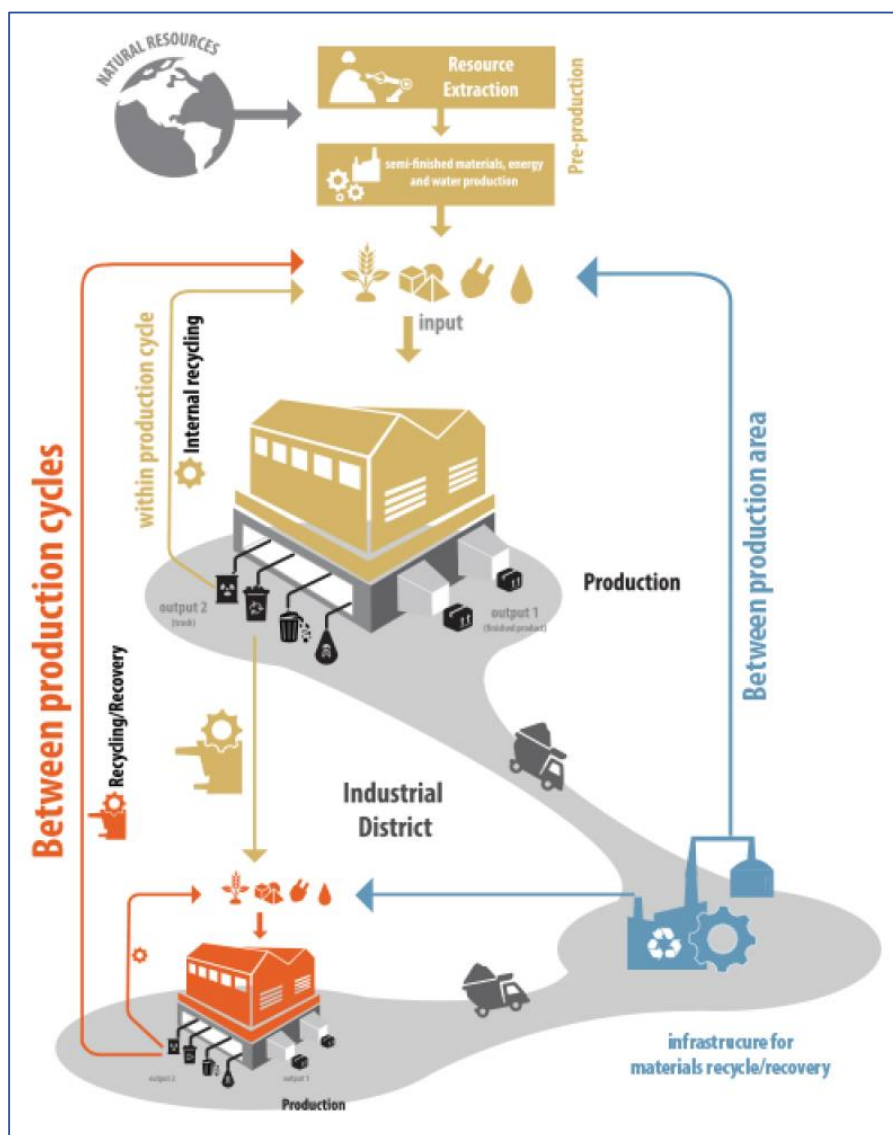 NATURAL RESOURCES
Resource
Extraction
Pre-production
semi-finished materials, energy
and water production
input
within production cycle
Internal recycling
Between production cycles
Between production area
Production
output 2
(trash)
output 1
(finished product)
Recycling/Recovery
Industrial
District
output 2
output 1
Production
infrastrucure for
materials recycle/recovery